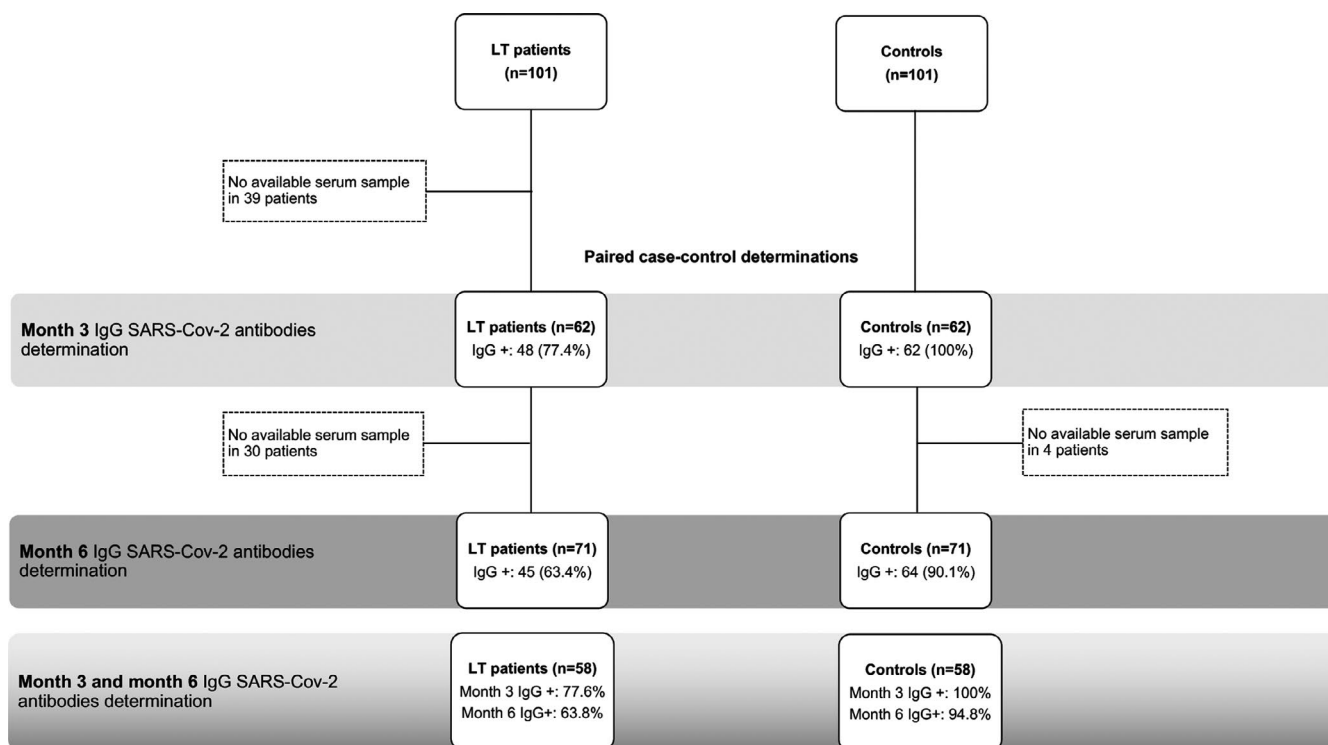 LT patients
(n=101)
Controls
(n=101)
No available serum sample
in 39 patients
Paired case-control determinations
Month 3 IgG SARS-Cov-2 antibodies
determination
LT patients (n=62)
IgG +: 48 (77.4%)
Controls (n=62)
IgG +: 62 (100%)
No available serum sample
in 30 patients
No available serum sample
in 4 patients
Month 6 IgG SARS-Cov-2 antibodies
determination
LT patients (n=71)
IgG +: 45 (63.4%)
Controls (n=71)
IgG +: 64 (90.1%)
Month 3 and month 6 IgG SARS-Cov-2
antibodies determination
LT patients (n=58)
Month 3 IgG +: 77.6%
Month 6 IgG+: 63.8%
Controls (n=58)
Month 3 IgG +: 100%
Month 6 IgG+: 94.8%